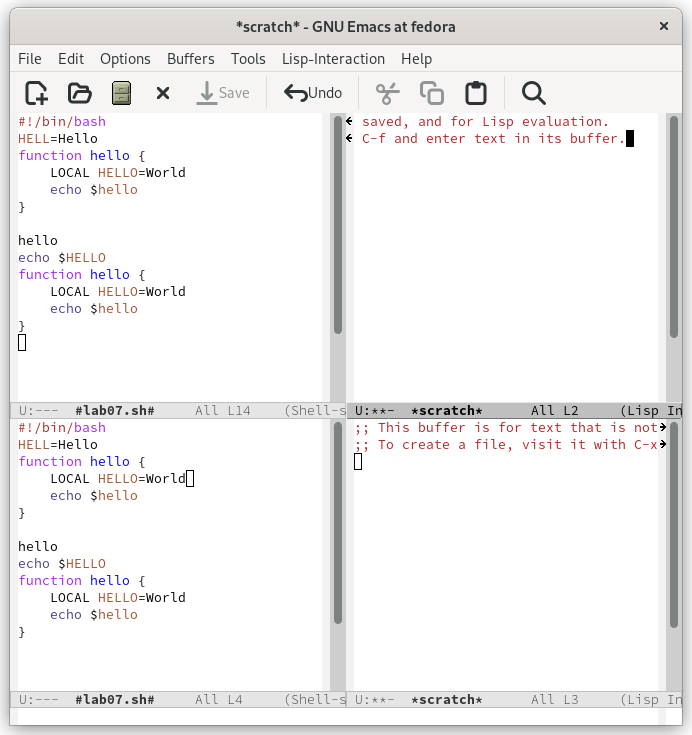 *scratch* - GNU Emacs at fedora
File Edit Options Buffers Tools Lisp-Interaction Help
Save Undo
#!/bin/bash
HELL=Hello
function hello {
    LOCAL HELLO=World
    echo $hello
}
hello
echo $HELLO
function hello {
    LOCAL HELLO=World
    echo $hello
}
U:--- #lab07.sh# All L14 (Shell-s
saved, and for Lisp evaluation.
C-f and enter text in its buffer.
U:**- *scratch* All L2 (Lisp In
#!/bin/bash
HELL=Hello
function hello {
    LOCAL HELLO=World
    echo $hello
}
hello
echo $HELLO
function hello {
    LOCAL HELLO=World
    echo $hello
}
U:--- #lab07.sh# All L4 (Shell-s
;; This buffer is for text that is not
;; To create a file, visit it with C-x
U:**- *scratch* All L3 (Lisp In